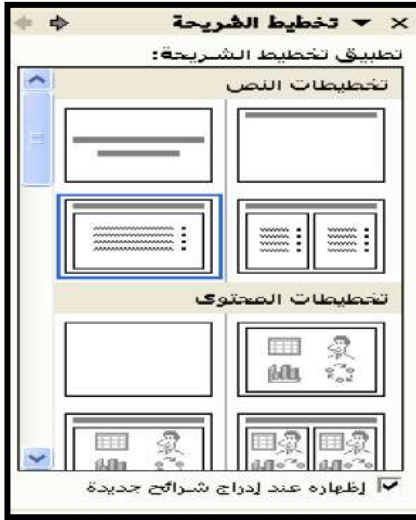 تخطيط الشريحة
تطبيق تخطيط الشريحة:
تخطيطات النص
تخطيطات المحتوى
إظهاره عند إدراج شرائح جديدة